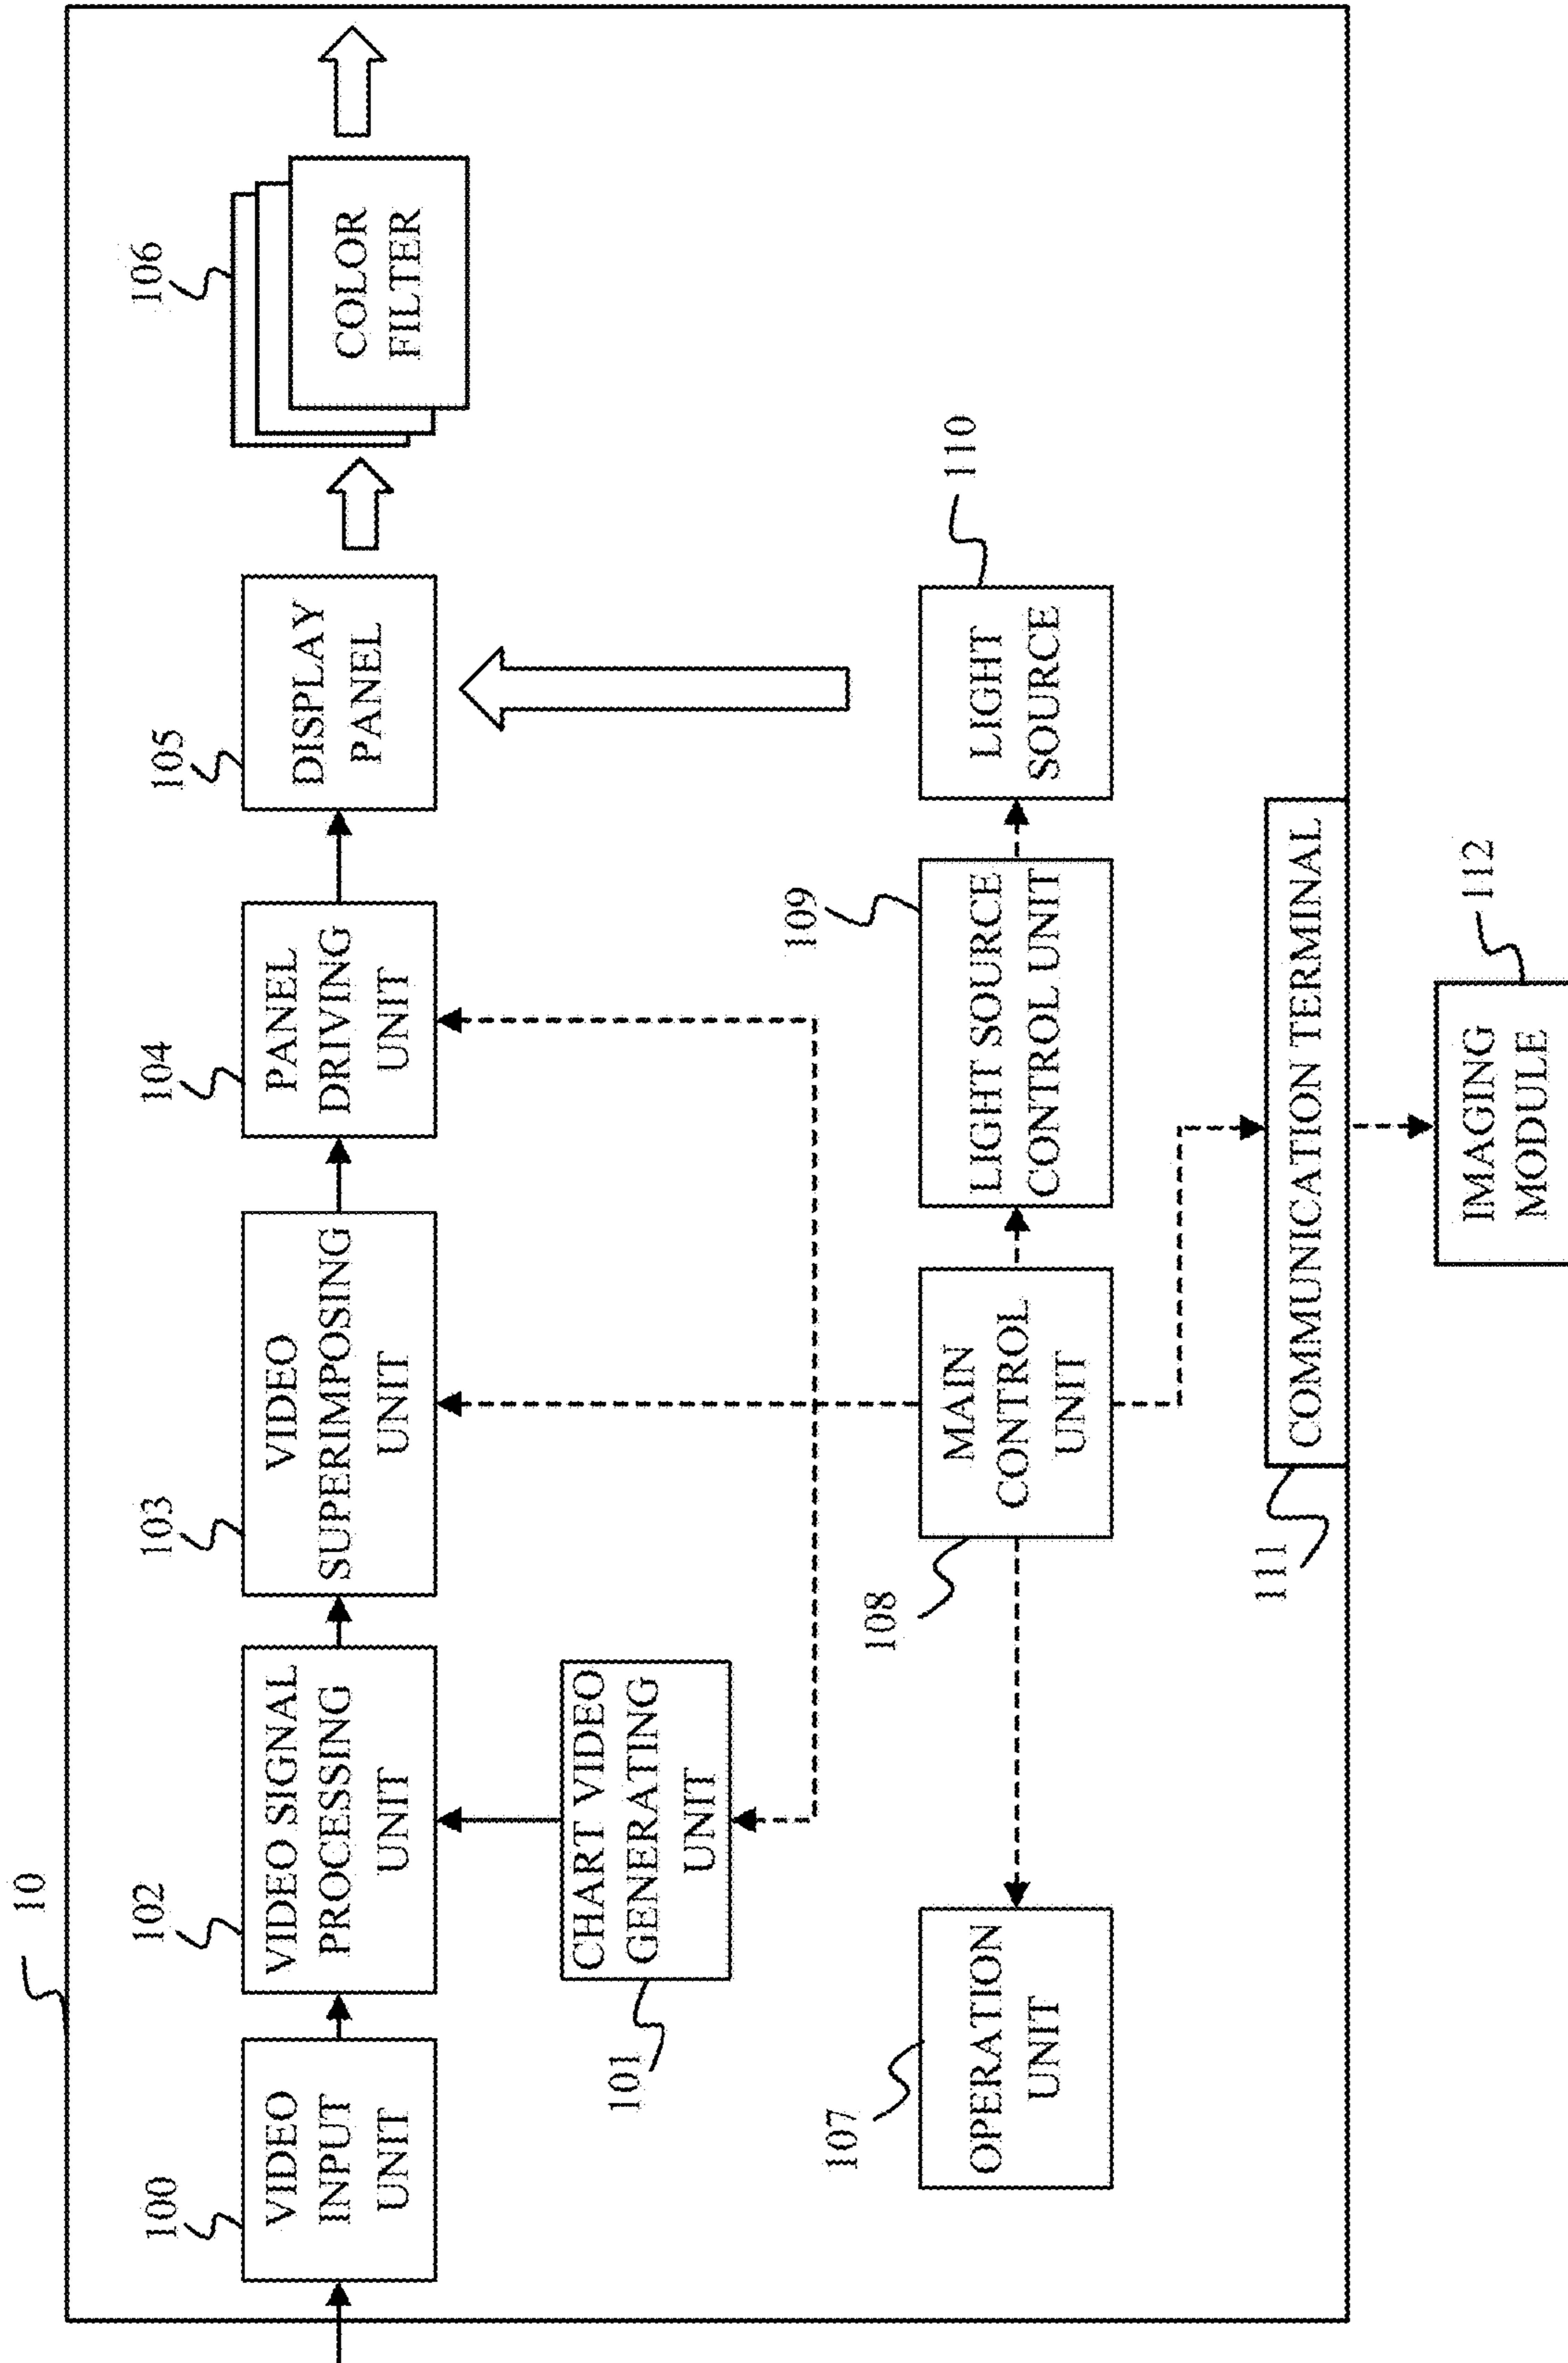 10
100
VIDEO
INPUT
UNIT
102
VIDEO SIGNAL
PROCESSING
UNIT
103
VIDEO
SUPERIMPOSING
UNIT
104
PANEL
DRIVING
UNIT
105
DISPLAY
PANEL
106
COLOR
FILTER
101
CHART VIDEO
GENERATING
UNIT
107
OPERATION
UNIT
108
MAIN
CONTROL
UNIT
109
LIGHT SOURCE
CONTROL UNIT
110
LIGHT
SOURCE
111
COMMUNICATION TERMINAL
112
IMAGING
MODULE